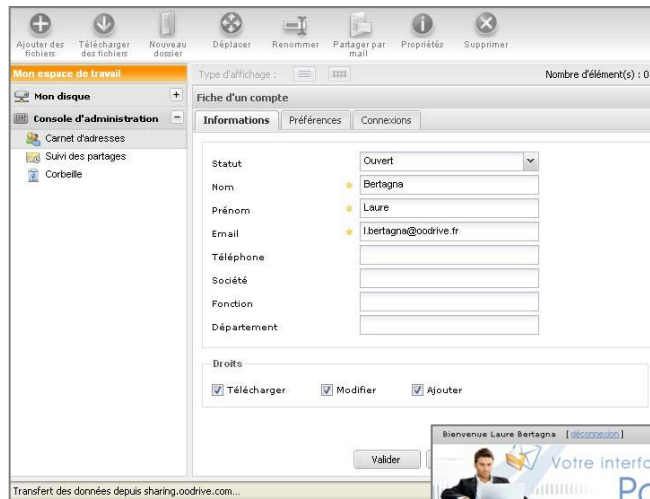 Ajouter des fichiers
Télécharger des fichiers
Nouveau dossier
Déplacer
Renommer
Partager par mail
Propriétés
Supprimer
Mon espace de travail
Type d'affichage :
Nombre d'élément(s) : 0
Mon disque
Fiche d'un compte
Console d'administration
Informations
Préférences
Connexions
Carnet d'adresses
Suivi des partages
Corbeille
Statut Ouvert
Nom Bertagna
Prénom Laure
Email l.bertagna@oodrive.fr
Téléphone
Société
Fonction
Département
Droits
Télécharger
Modifier
Ajouter
Valider
Bienvenue Laure Bertagna [ déconnexion ]
Votre interfa
Po
Transfert des données depuis sharing.oodrive.com...